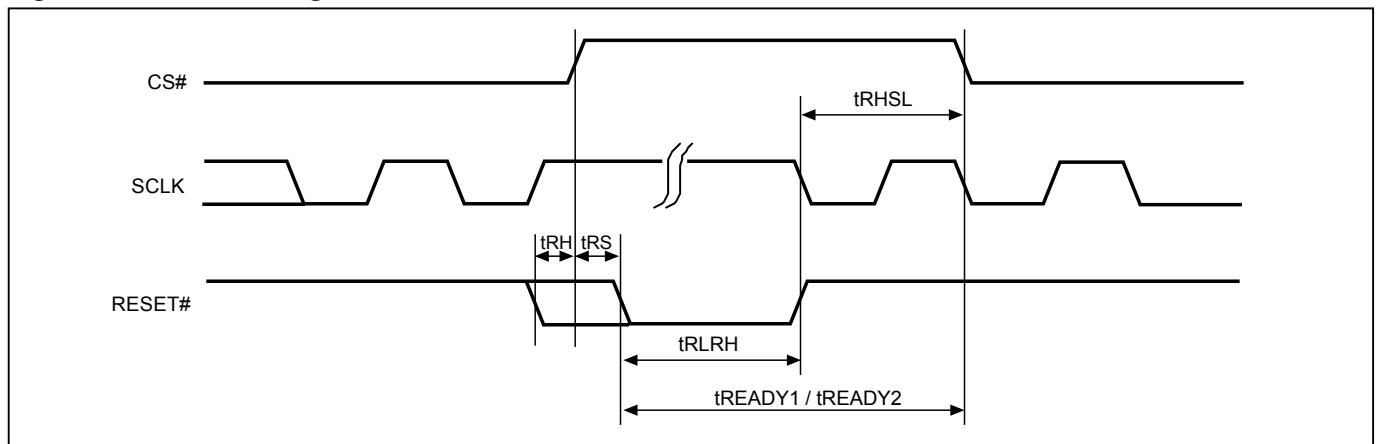 CS#
tRHSL
SCLK
tRH tRS
RESET#
tRLRH
tREADY1 / tREADY2